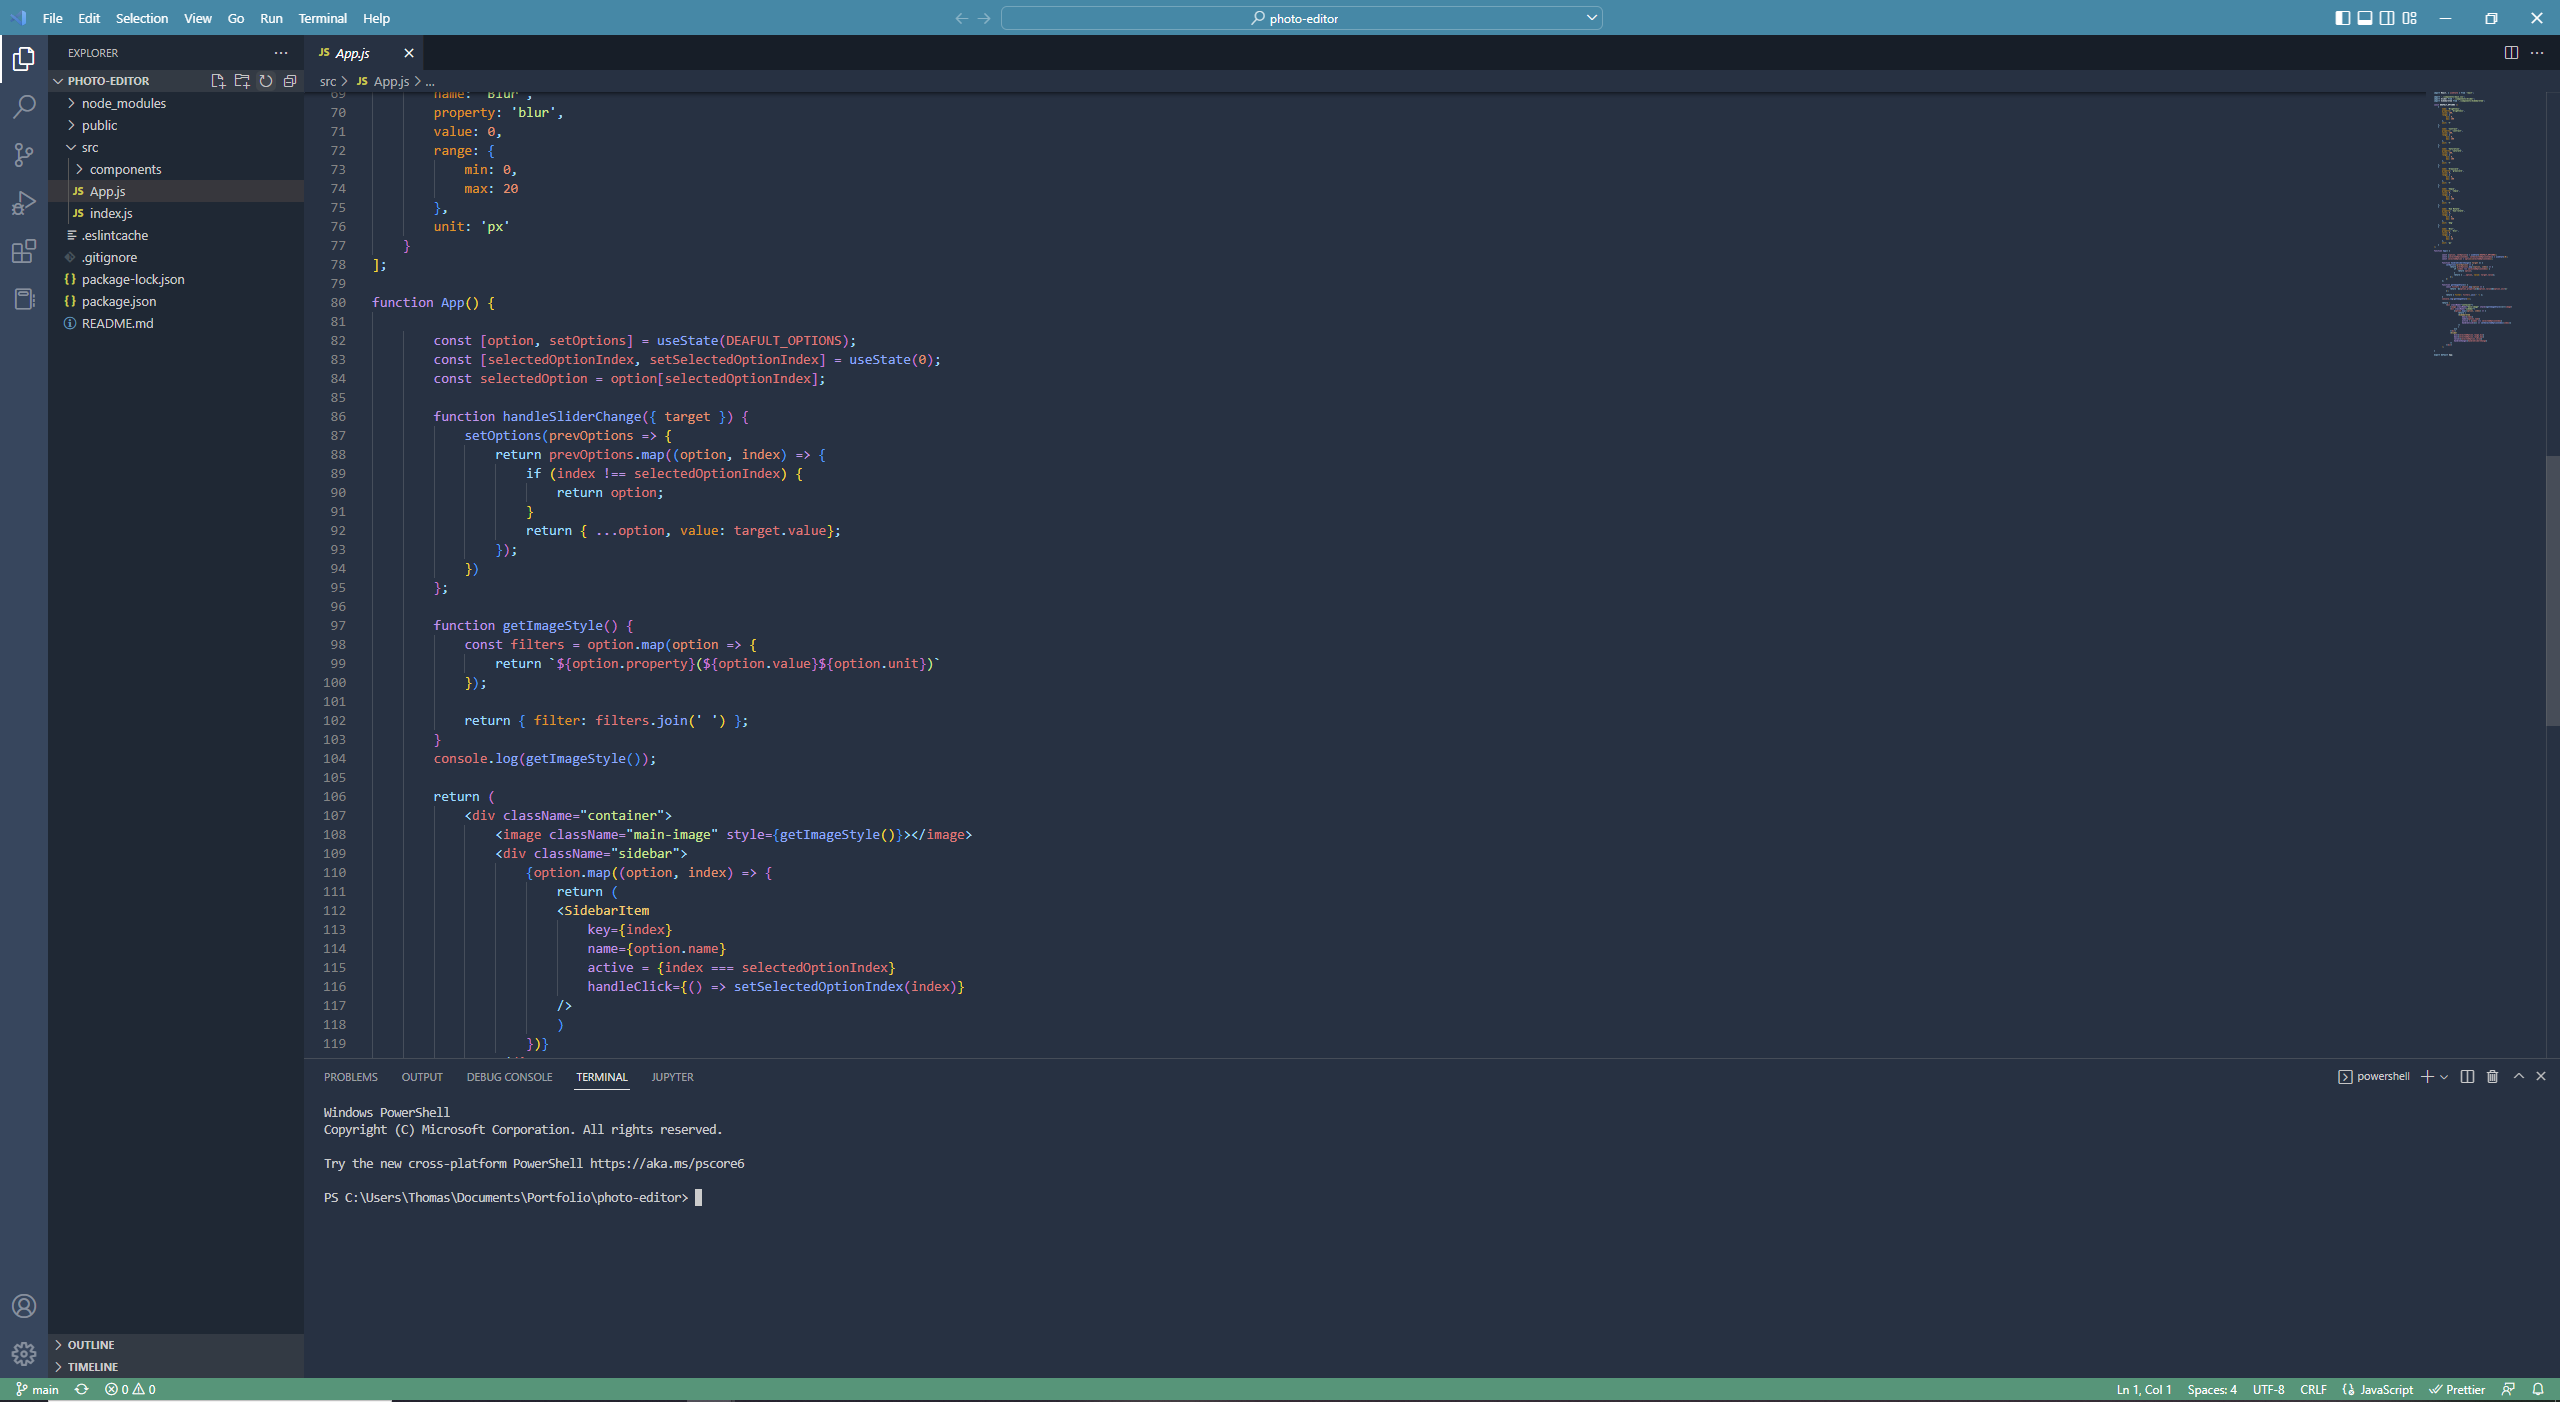 File Edit Selection View Go Run Terminal Help
photo-editor
EXPLORER
PHOTO-EDITOR
node_modules
public
src
components
JS App.js
JS index.js
.eslintcache
.gitignore
{} package-lock.json
{} package.json
README.md
OUTLINE
TIMELINE
JS App.js
src > JS App.js > ...
69 name: 'Blur',
70 property: 'blur',
71 value: 0,
72 range: {
73 min: 0,
74 max: 20
75 },
76 unit: 'px'
77 }
78 ];
79
80 function App() {
81
82 const [option, setOptions] = useState(DEAFULT_OPTIONS);
83 const [selectedOptionIndex, setSelectedOptionIndex] = useState(0);
84 const selectedOption = option[selectedOptionIndex];
85
86 function handleSliderChange({ target }) {
87 setOptions(prevOptions => {
88 return prevOptions.map((option, index) => {
89 if (index !== selectedOptionIndex) {
90 return option;
91 }
92 return { ...option, value: target.value};
93 });
94 })
95 };
96
97 function getImageStyle() {
98 const filters = option.map(option => {
99 return `${option.property}(${option.value}${option.unit})`
100 });
101
102 return { filter: filters.join(' ') };
103 }
104 console.log(getImageStyle());
105
106 return (
107 <div className="container">
108 <image className="main-image" style={getImageStyle()}></image>
109 <div className="sidebar">
110 {option.map((option, index) => {
111 return (
112 <SidebarItem
113 key={index}
114 name={option.name}
115 active = {index === selectedOptionIndex}
116 handleClick={() => setSelectedOptionIndex(index)}
117 />
118 )
119 })}
PROBLEMS OUTPUT DEBUG CONSOLE TERMINAL JUPYTER
powershell
Windows PowerShell
Copyright (C) Microsoft Corporation. All rights reserved.
Try the new cross-platform PowerShell https://aka.ms/pscore6
PS C:\Users\Thomas\Documents\Portfolio\photo-editor>
main 0 0
Ln 1, Col 1 Spaces: 4 UTF-8 CRLF {} JavaScript Prettier